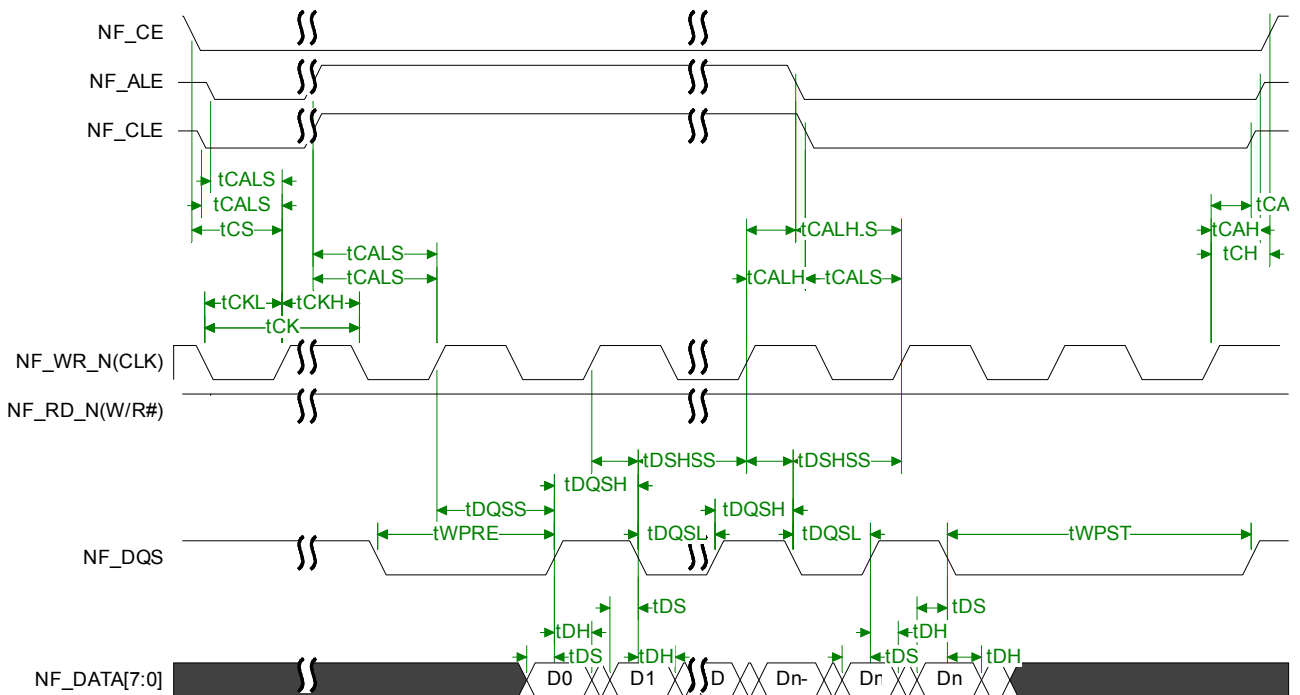 NF_CE
NF_ALE
NF_CLE
tCALS
tCALS tCA
tCS tCALH S tCAH
tCALS tCH
tCALS tCALH tCALS
tCKL tCKH
tCK
NF_WR_N(CLK)
NF_RD_N(W/R#)
tDSHSS tDSHSS
tDQSH
tDQSS tDQSH
tWPRE tDQSL tDQSL tWPST
NF_DQS
tDS tDS
tDH tDH
tDS tDH tDS tDH
NF_DATA[7:0] D0 D1 D Dn- Dn Dn